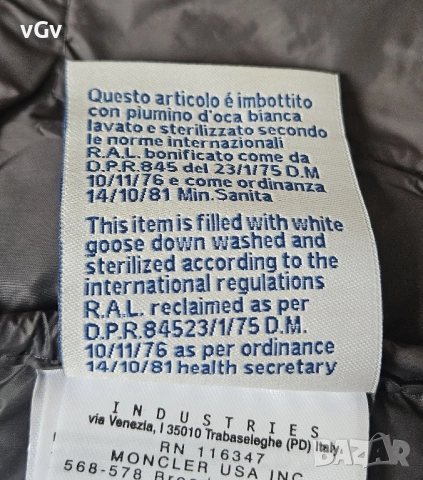 vGv
Questo articolo é imbottito
con piumino d'oca bianca
lavato e sterilizzato secondo
le norme internazionali
R.A.L. bonificato come da
D.P.R. 845 del 23/1/75 D.M
10/11/76 e come ordinanza
14/10/81 Min. Sanita
This item is filled with white
goose down washed and
sterilized according to the
international regulations
R.A.L. reclaimed as per
D.P.R. 84523/1/75 D.M.
10/11/76 as per ordinance
14/10/81 health secretary
INDUSTRIES
via Venezia, I 35010 Trabaseleghe (PD) Italy
RN 116347
MONCLER USA INC
568-578
BAZAR